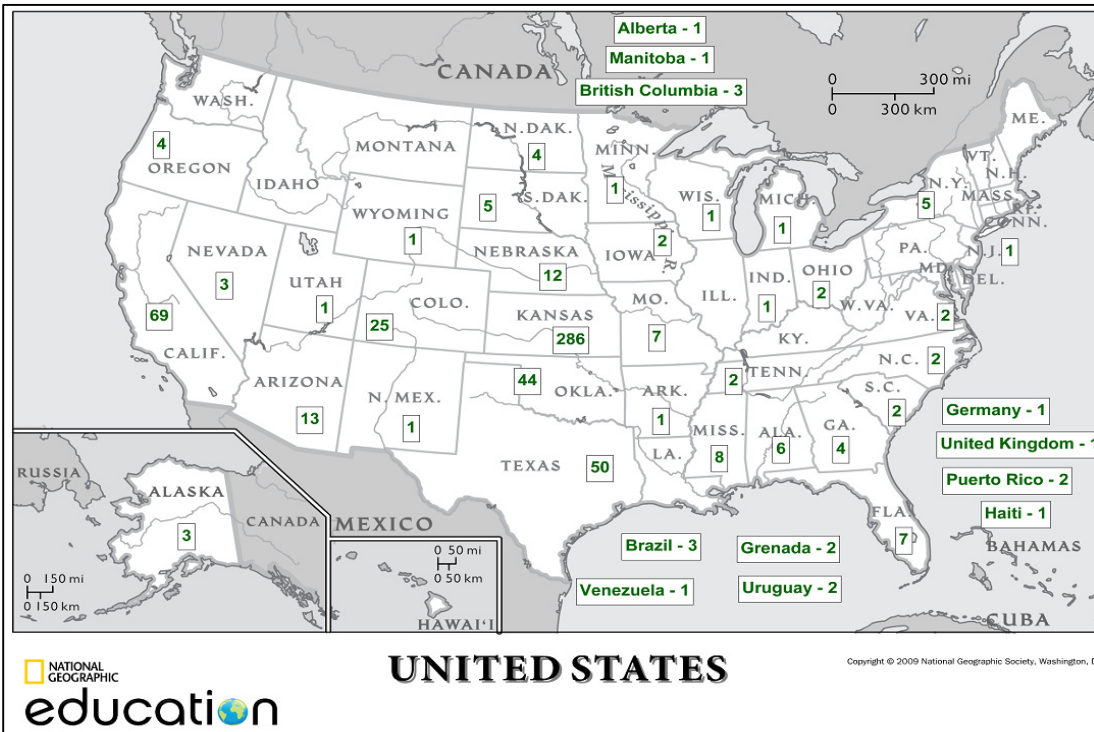 Alberta - 1
Manitoba - 1
CANADA
British Columbia - 3
0 300 mi
0 300 km
WASH.
ME.
N.DAK.
MONTANA
MINN.
VT.
4
4
N.H.
OREGON
IDAHO
Mississippi R.
WIS.
MICH.
N.Y.
MASS.
1
5
S.DAK.
5
R.I.
CONN.
WYOMING
1
1
1
NEVADA
NEBRASKA
IOWA
2
PA.
N.J.
1
3
UTAH
12
IND.
OHIO
MD.
DEL.
1
COLO.
ILL.
1
2
W.VA.
69
25
KANSAS
MO.
VA.
2
286
7
KY.
CALIF.
N.C.
2
ARIZONA
44
OKLA.
ARK.
2
TENN.
S.C.
N. MEX.
2
13
1
1
MISS.
ALA.
GA.
Germany - 1
TEXAS
50
LA.
8
6
4
United Kingdom - 1
RUSSIA
Puerto Rico - 2
ALASKA
FLA.
Haiti - 1
3
CANADA
MEXICO
7
Brazil - 3
Grenada - 2
BAHAMAS
0 50 mi
0 50 km
0 150 mi
0 150 km
Venezuela - 1
Uruguay - 2
HAWAI'I
CUBA
NATIONAL
GEOGRAPHIC
education
UNITED STATES
Copyright © 2009 National Geographic Society, Washington, D